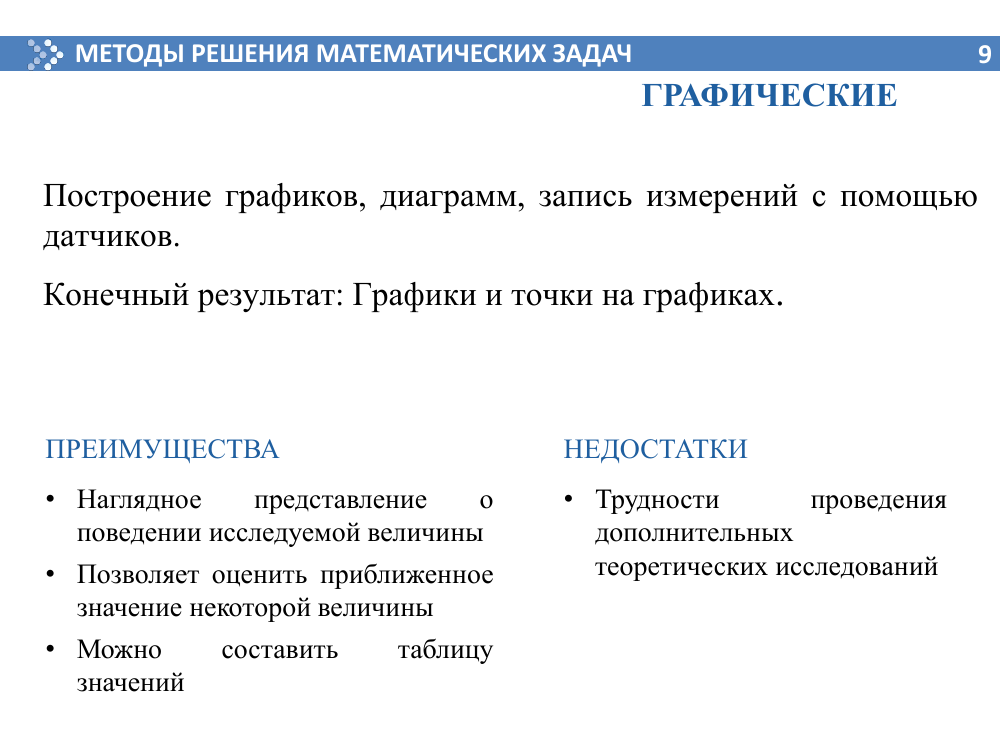 МЕТОДЫ РЕШЕНИЯ МАТЕМАТИЧЕСКИХ ЗАДАЧ
9
ГРАФИЧЕСКИЕ
Построение графиков, диаграмм, запись измерений с помощью
датчиков.
Конечный результат: Графики и точки на графиках.
ПРЕИМУЩЕСТВА
• Наглядное представление о
поведении исследуемой величины
• Позволяет оценить приближенное
значение некоторой величины
• Можно составить таблицу
значений
НЕДОСТАТКИ
• Трудности проведения
дополнительных
теоретических исследований